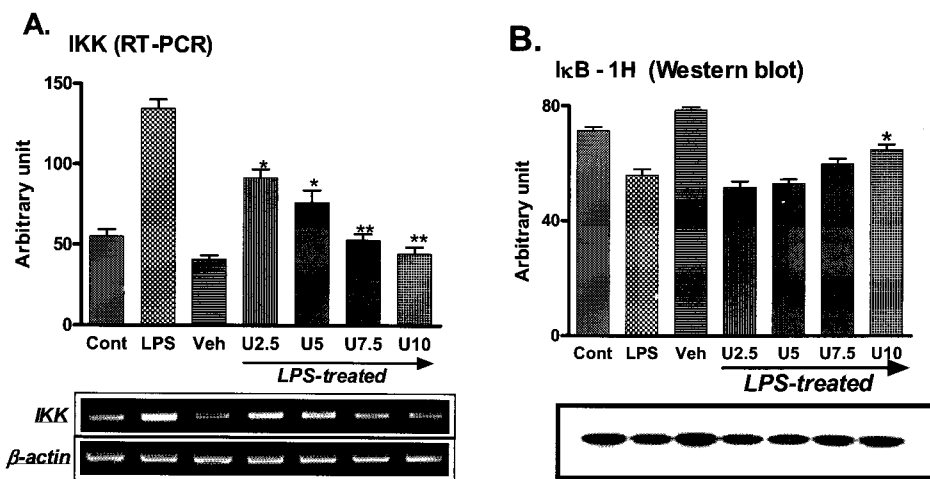 A.
IKK (RT-PCR)
150
100
50
0
Arbitrary unit
*
*
**
**
Cont LPS Veh U2.5 U5 U7.5 U10
LPS-treated
IKK
β-actin
B.
IκB - 1H (Western blot)
80
40
0
Arbitrary unit
*
Cont LPS Veh U2.5 U5 U7.5 U10
LPS-treated